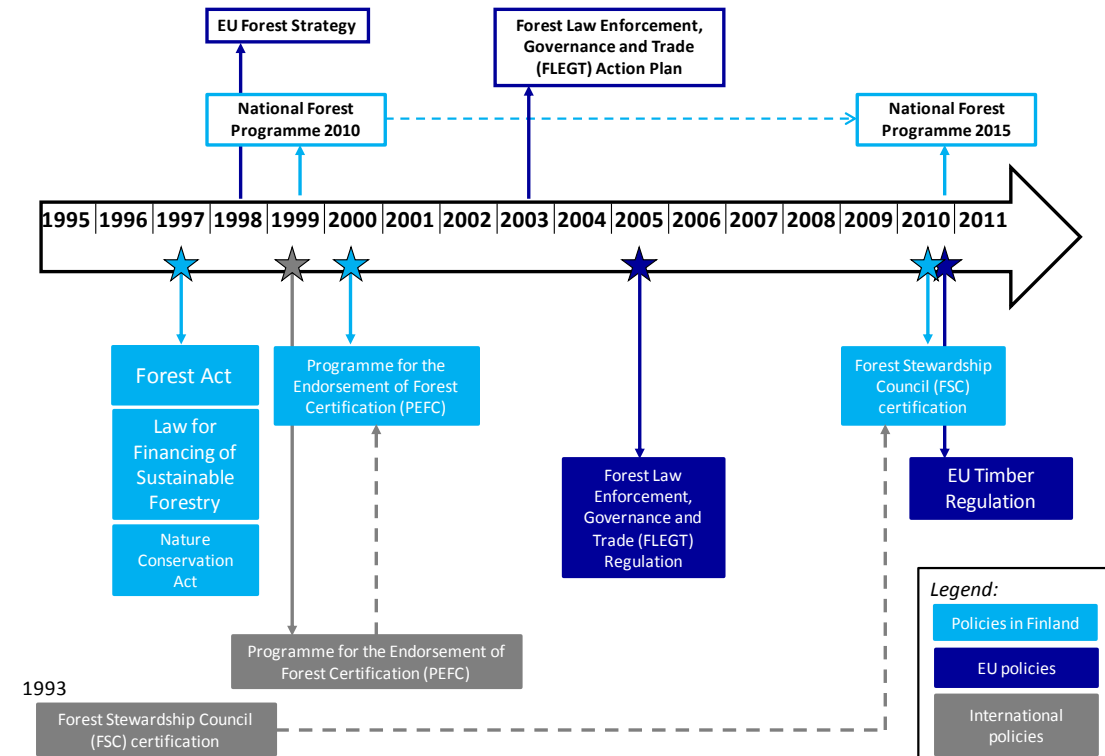 EU Forest Strategy
Forest Law Enforcement,
Governance and Trade
(FLEGT) Action Plan
National Forest
Programme 2010
National Forest
Programme 2015
1995 1996 1997 1998 1999 2000 2001 2002 2003 2004 2005 2006 2007 2008 2009 2010 2011
Forest Act
Law for
Financing of
Sustainable
Forestry
Nature
Conservation
Act
Programme for the
Endorsement of Forest
Certification (PEFC)
Forest Law
Enforcement,
Governance and
Trade (FLEGT)
Regulation
Forest Stewardship
Council (FSC)
certification
EU Timber
Regulation
Programme for the Endorsement of
Forest Certification (PEFC)
1993
Forest Stewardship Council
(FSC) certification
Legend:
Policies in Finland
EU policies
International
policies